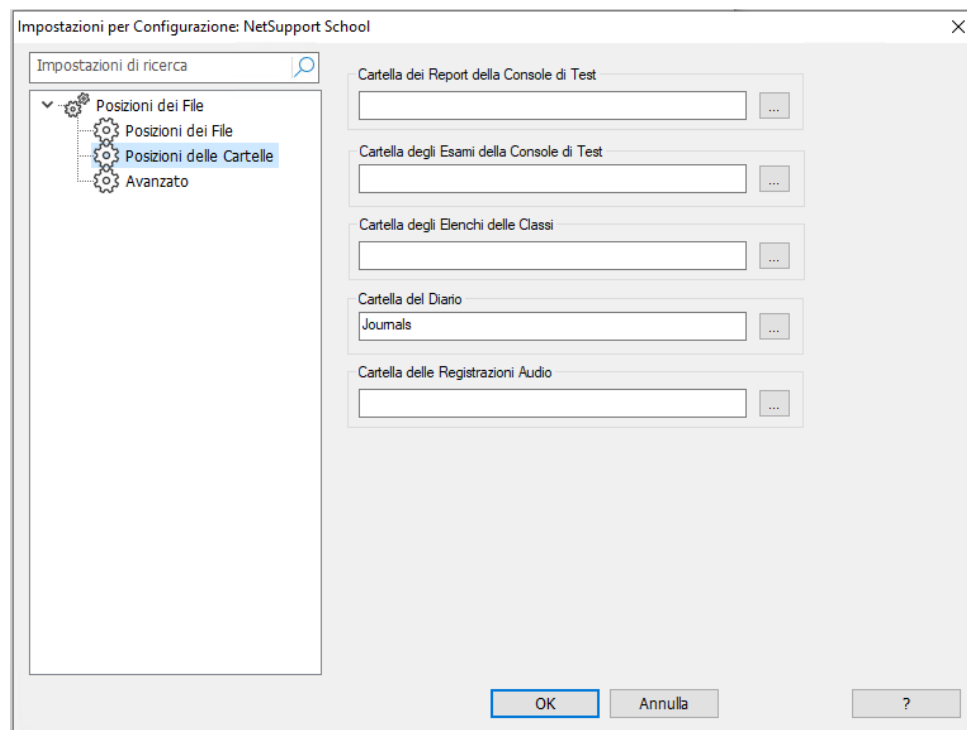 Impostazioni per Configurazione: NetSupport School
Impostazioni di ricerca
Posizioni dei File
Posizioni dei File
Posizioni delle Cartelle
Avanzato
Cartella dei Report della Console di Test
...
Cartella degli Esami della Console di Test
...
Cartella degli Elenchi delle Classi
...
Cartella del Diario
Journals
...
Cartella delle Registrazioni Audio
...
OK
Annulla
?